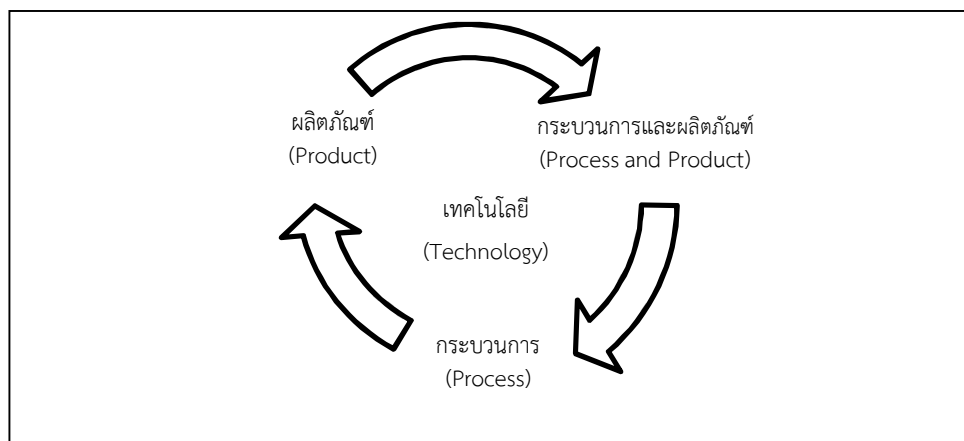 ผลิตภัณฑ์
(Product)
กระบวนการและผลิตภัณฑ์
(Process and Product)
เทคโนโลยี
(Technology)
กระบวนการ
(Process)